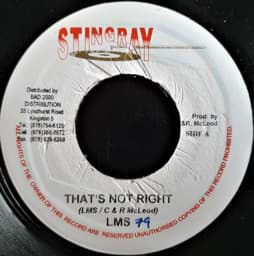 STINGRAY
Distributed by
BAD 2000
DISTRIBUTION
33 Lyndhurst Road
Kingston 5
Prod. by
S.R. McLeod
SIDE A
ALL RIGHTS OF THE OWNER OF THIS RECORD ARE RESERVED UNAUTHORISED COPYING OF THIS RECORD PROHIBITED
THAT'S NOT RIGHT
(LMS / C & R McLeod)
LMS 79